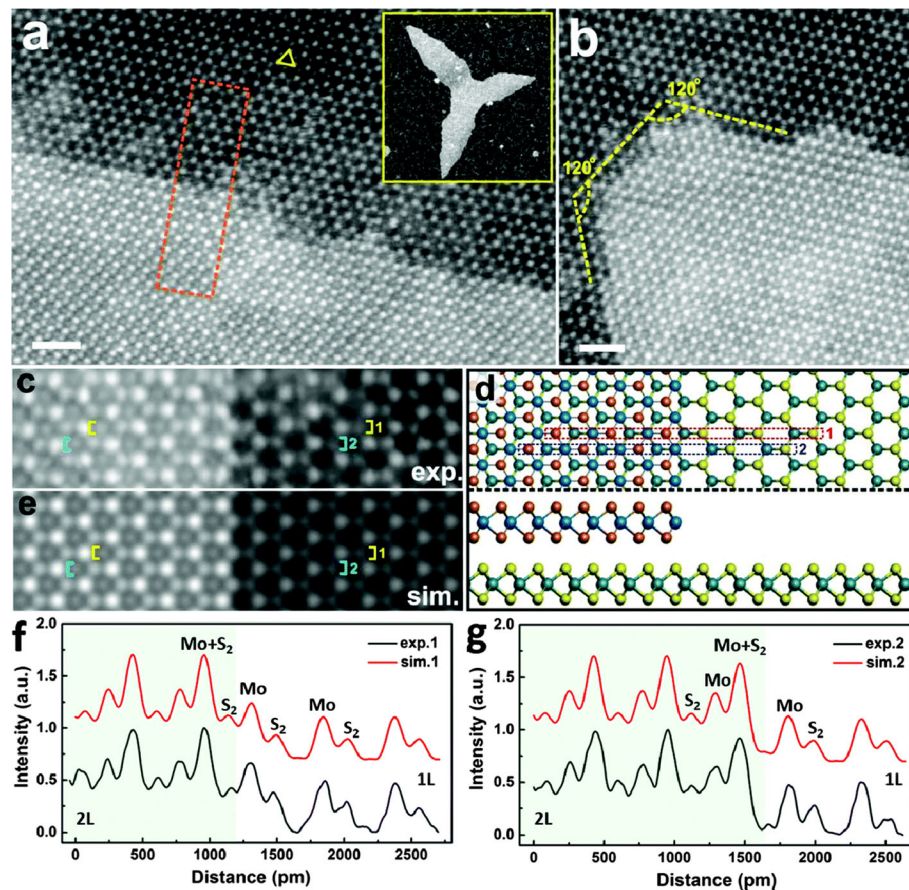 a
b
120°
120°
c
1
2
exp.
d
1
2
e
1
2
sim.
f
2.0
1.5
1.0
0.5
0.0
Intensity (a.u.)
Mo+S2
S2
Mo
S2
Mo
S2
exp.1
sim.1
2L
1L
0 500 1000 1500 2000 2500
Distance (pm)
g
2.0
1.5
1.0
0.5
0.0
Intensity (a.u.)
Mo+S2
S2
Mo
Mo
S2
exp.2
sim.2
2L
1L
0 500 1000 1500 2000 2500
Distance (pm)